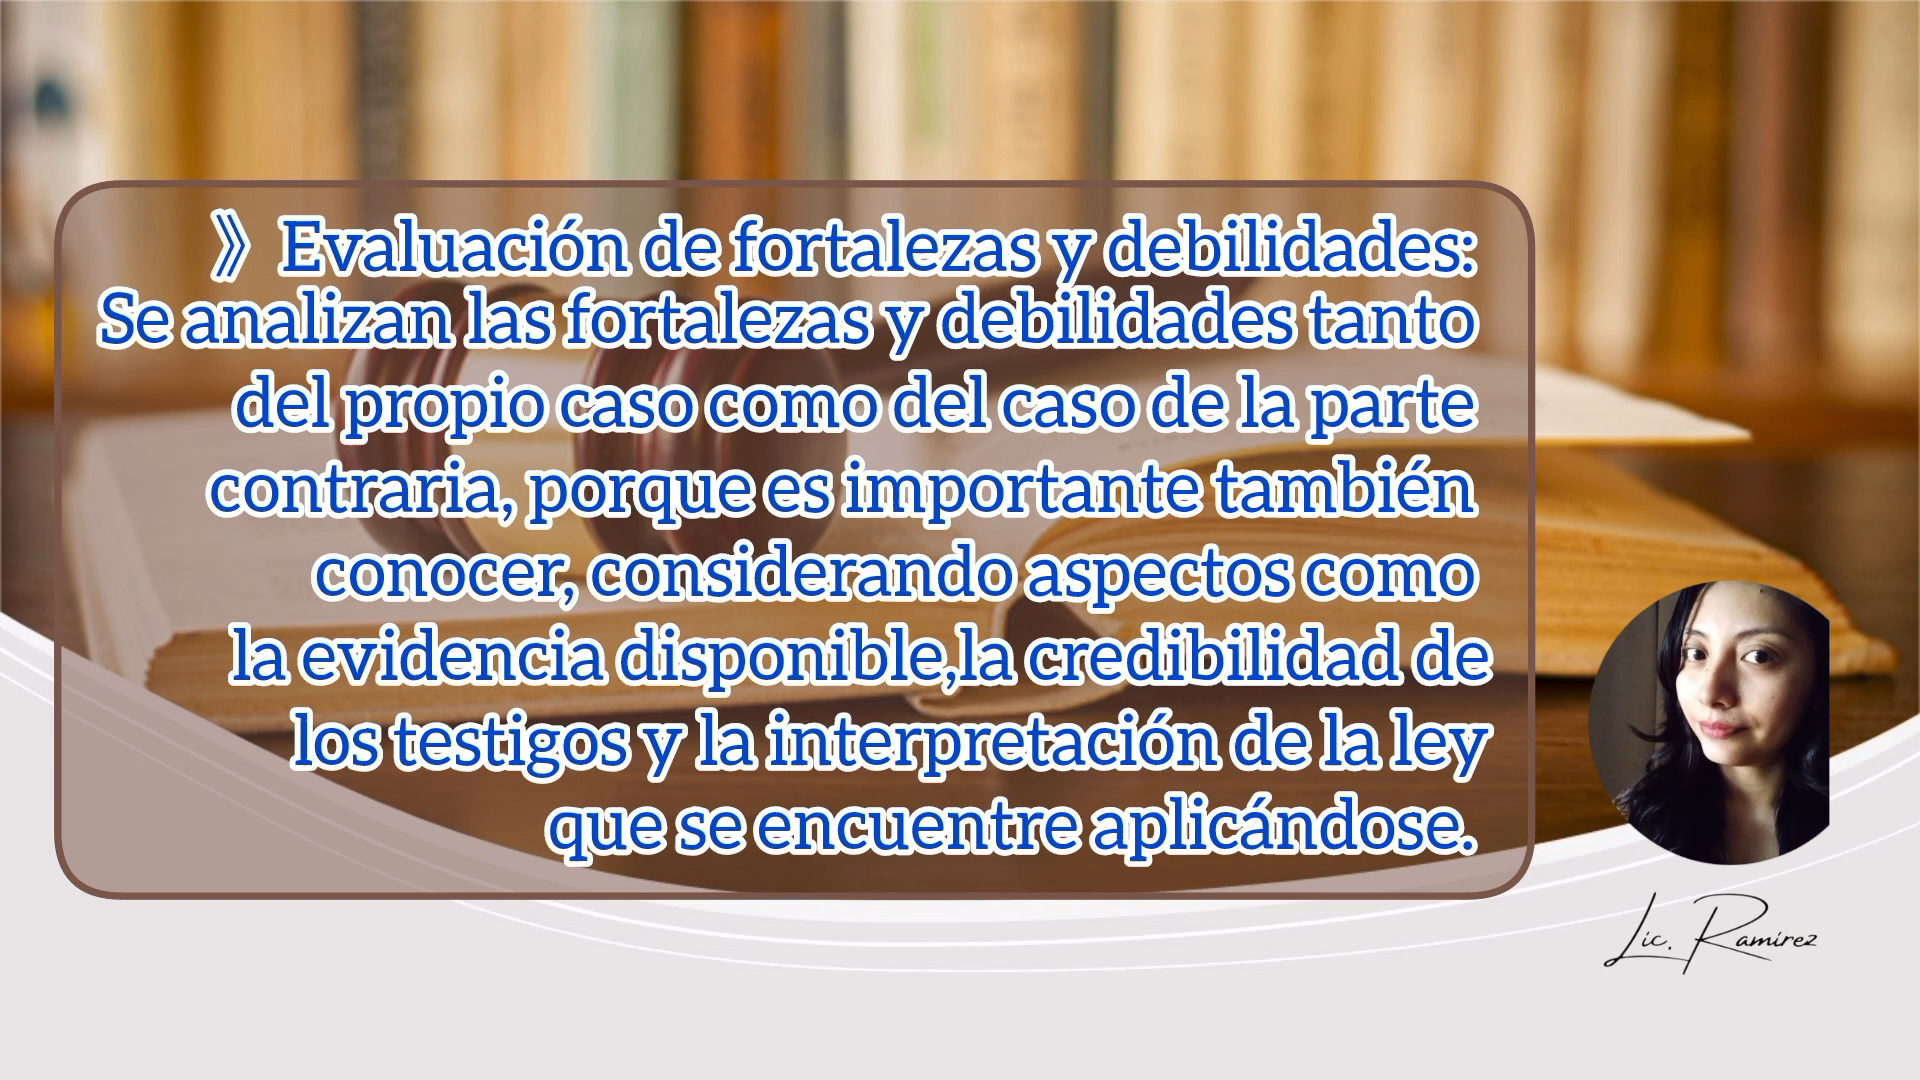 》 Evaluación de fortalezas y debilidades:
Se analizan las fortalezas y debilidades tanto
del propio caso como del caso de la parte
contraria, porque es importante también
conocer, considerando aspectos como
la evidencia disponible,la credibilidad de
los testigos y la interpretación de la ley
que se encuentre aplicándose.
Lic. Ramirez